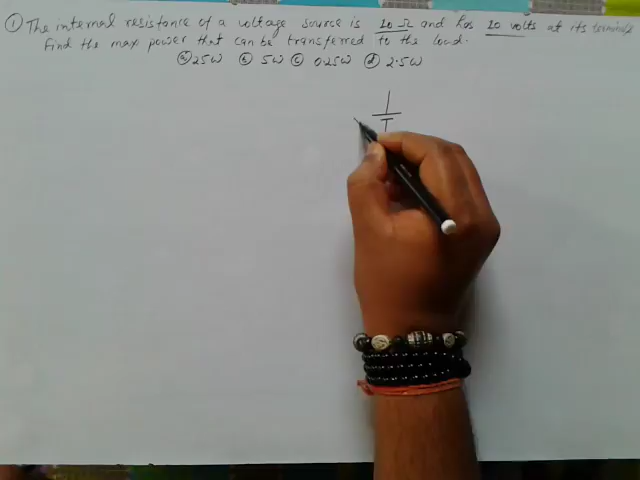 ① The internal resistance of a voltage source is 10 Ω and has 10 volts at its terminals
Find the max power that can be transferred to the load.
ⓐ 25W ⓑ 5W ⓒ 0.25W ⓓ 2.5W